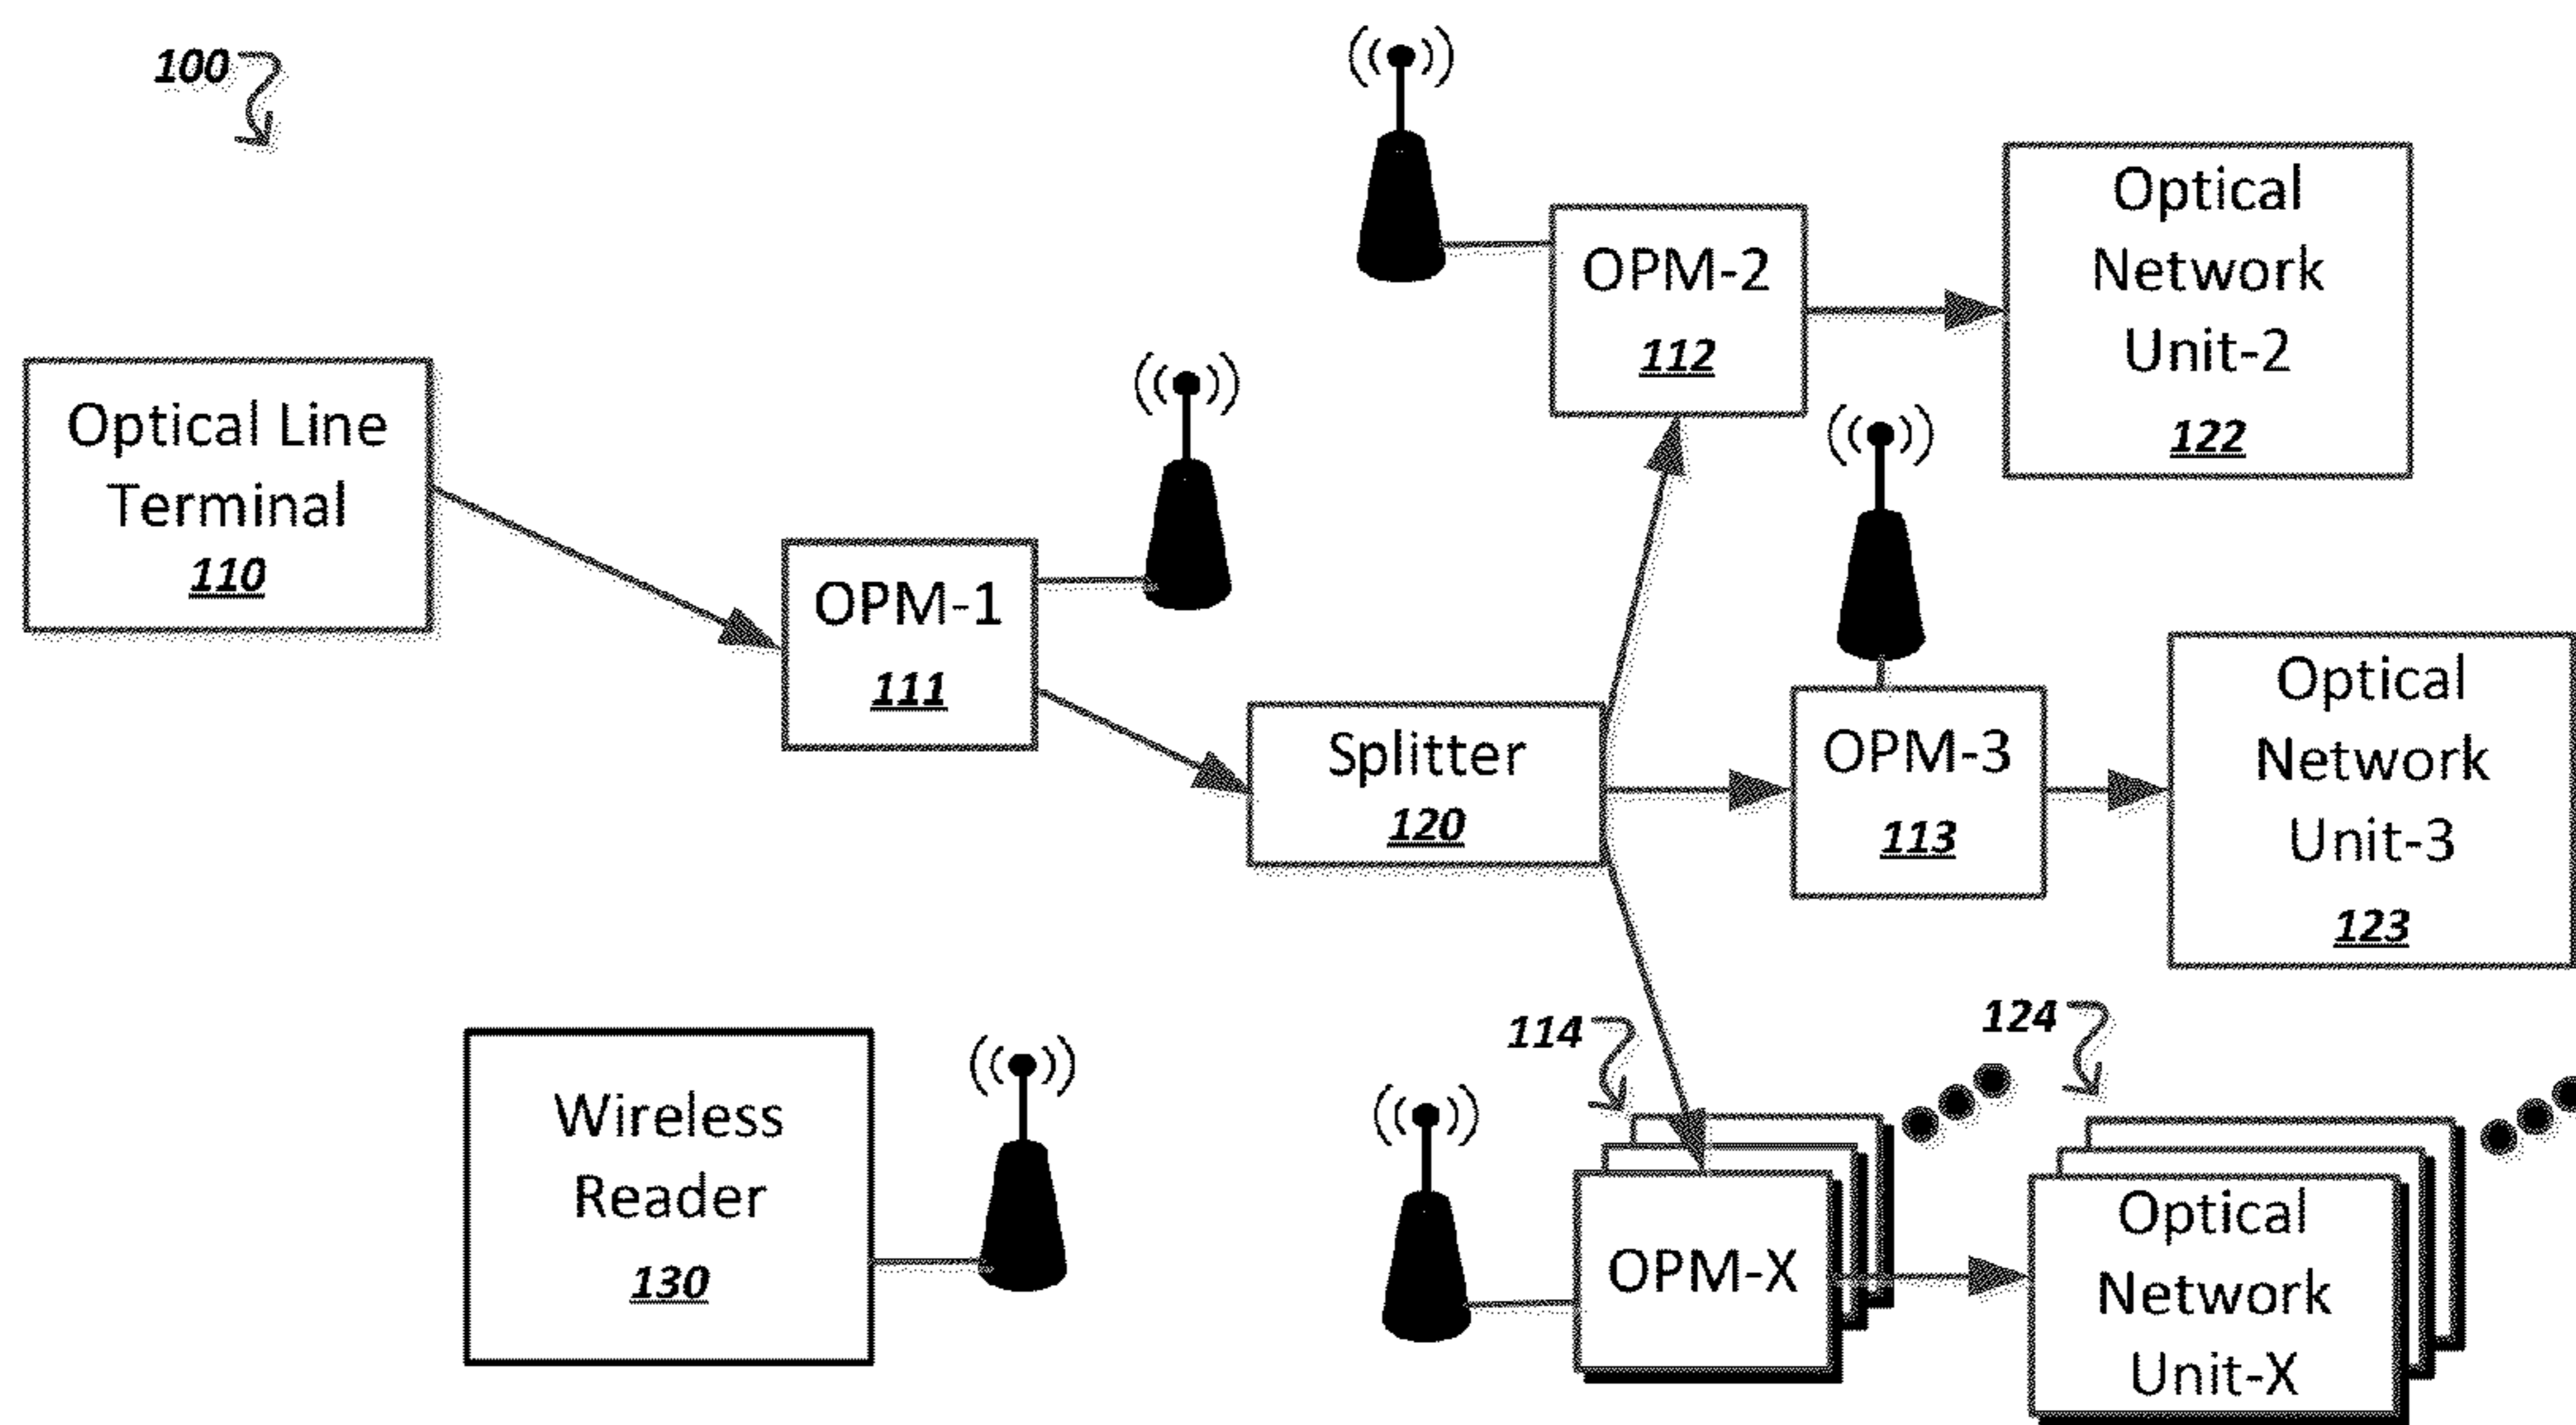 100
Optical Line
Terminal
110
OPM-1
111
Splitter
120
OPM-2
112
Optical
Network
Unit-2
122
OPM-3
113
Optical
Network
Unit-3
123
Wireless
Reader
130
114
OPM-X
124
Optical
Network
Unit-X